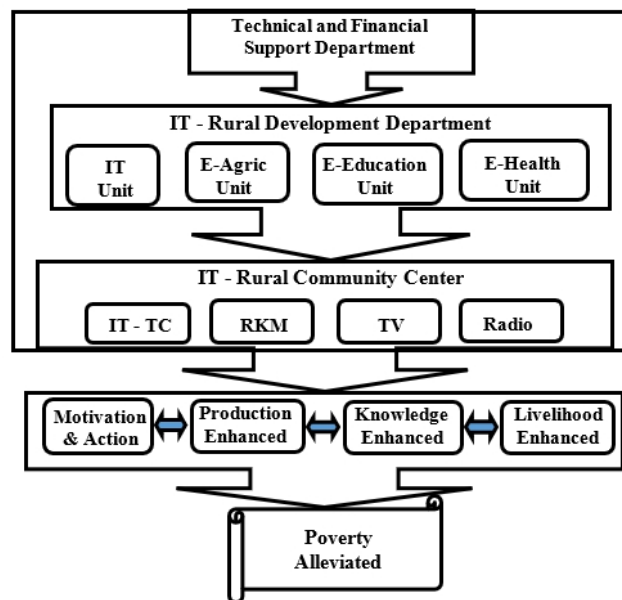 Technical and Financial
Support Department
IT - Rural Development Department
IT
Unit
E-Agric
Unit
E-Education
Unit
E-Health
Unit
IT - Rural Community Center
IT - TC
RKM
TV
Radio
Motivation
& Action
Production
Enhanced
Knowledge
Enhanced
Livelihood
Enhanced
Poverty
Alleviated